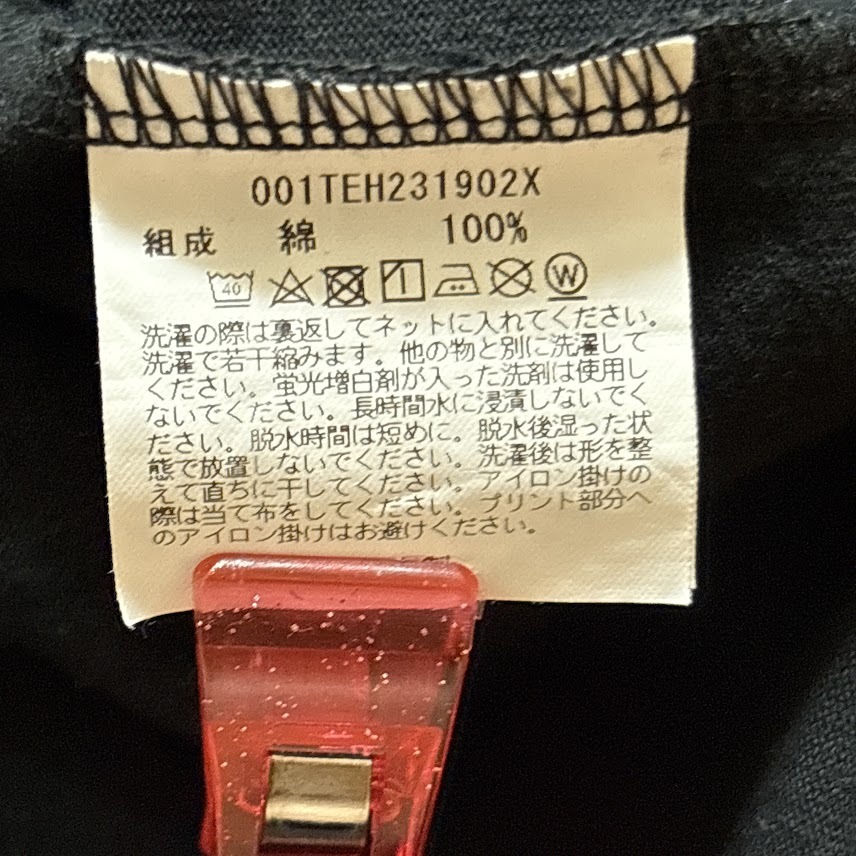 001TEH231902X
組成 綿 100%
40 W
洗濯の際は裏返してネットに入れてください。
洗濯で若干縮みます。他の物と別に洗濯して
ください。蛍光増白剤が入った洗剤は使用し
ないでください。長時間水に浸漬しないでく
ださい。脱水時間は短めに。脱水後湿った状
態で放置しないでください。洗濯後は形を整
えて直ちに干してください。アイロン掛けの
際は当て布をしてください。プリント部分へ
のアイロン掛けはお避けください。